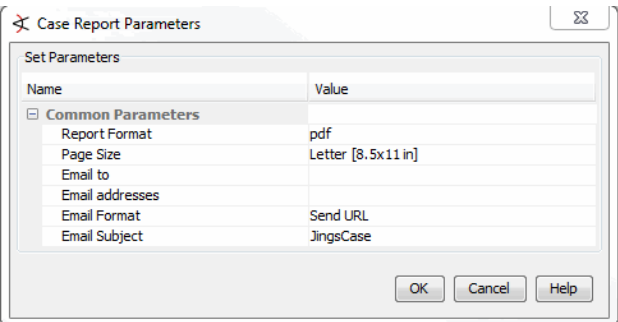 Case Report Parameters
Set Parameters
Name Value
Common Parameters
Report Format pdf
Page Size Letter [8.5x11 in]
Email to
Email addresses
Email Format Send URL
Email Subject JingsCase
OK Cancel Help